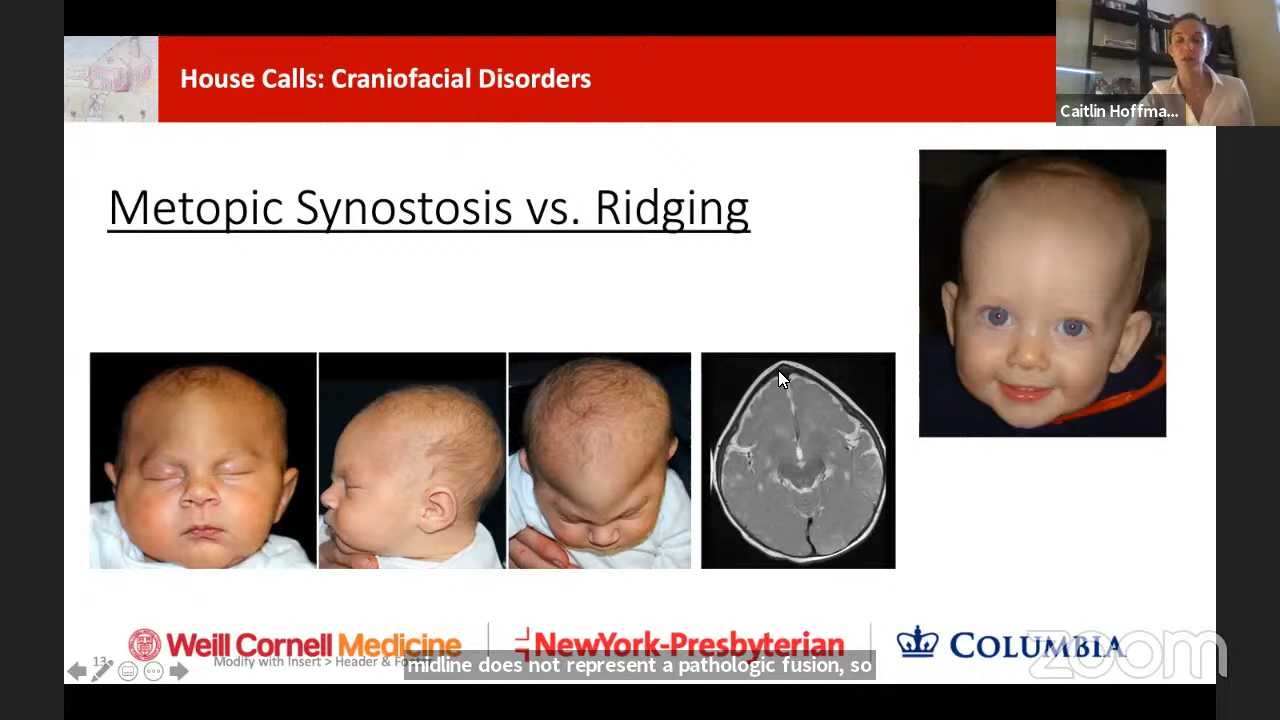 House Calls: Craniofacial Disorders
Caitlin Hoffma...
Metopic Synostosis vs. Ridging
Weill Cornell Medicine
NewYork-Presbyterian
COLUMBIA
zoom
13
Modify with Insert > Header &
midline does not represent a pathologic fusion, so